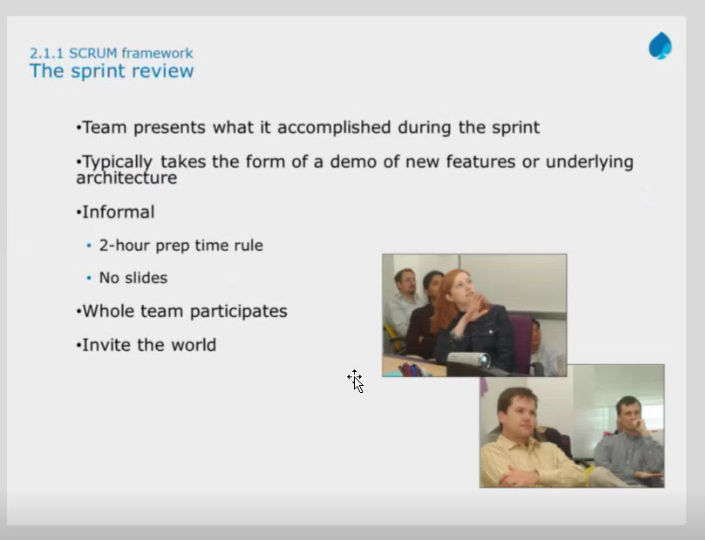 2.1.1 SCRUM framework
The sprint review
•Team presents what it accomplished during the sprint
•Typically takes the form of a demo of new features or underlying
architecture
•Informal
• 2-hour prep time rule
• No slides
•Whole team participates
•Invite the world